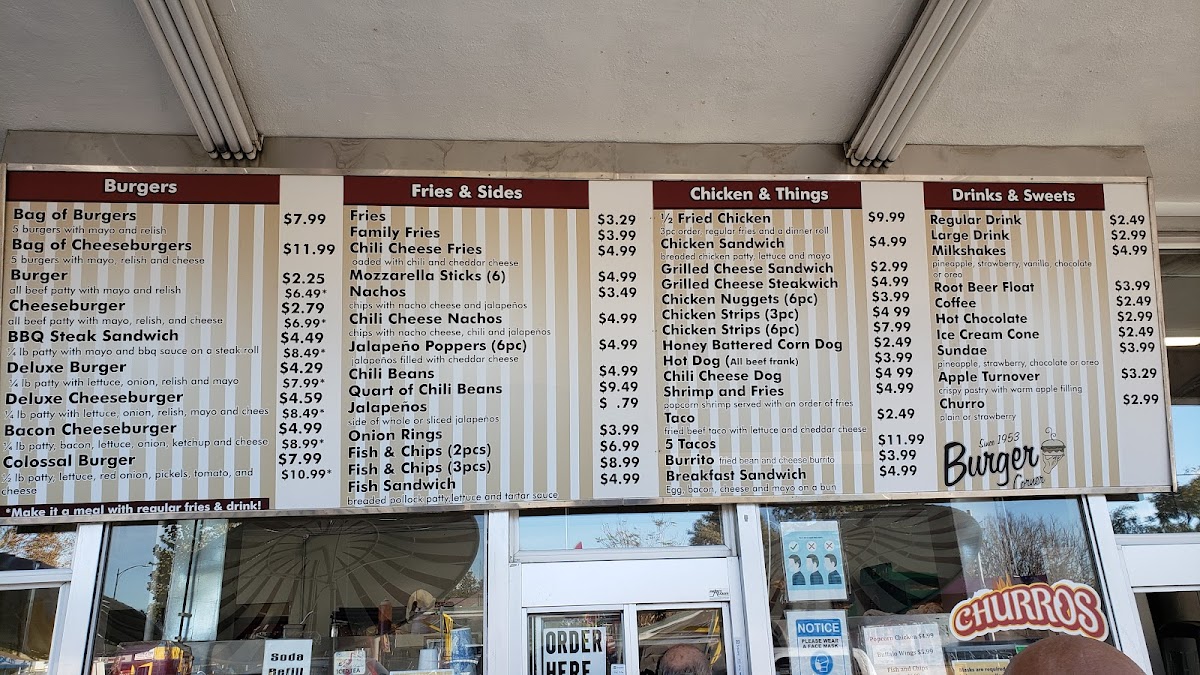 Burgers
Bag of Burgers $7.99
5 burgers with mayo and relish
Bag of Cheeseburgers $11.99
5 burgers with mayo, relish and cheese
Burger $2.25
all beef patty with mayo and relish $6.49*
Cheeseburger $2.79
all beef patty with mayo, relish, and cheese $6.99*
BBQ Steak Sandwich $4.49
¼ lb patty with mayo and bbq sauce on a steak roll $8.49*
Deluxe Burger $4.29
¼ lb patty with lettuce, onion, relish and mayo $7.99*
Deluxe Cheeseburger $4.59
¼ lb patty with lettuce, onion, relish, mayo and chees $8.49*
Bacon Cheeseburger $4.99
¼ lb patty, bacon, lettuce, onion, ketchup and cheese $8.99*
Colossal Burger $7.99
½ lb patty, lettuce, red onion, pickels, tomato, and $10.99*
cheese
*Make it a meal with regular fries & drink!
Fries & Sides
Fries $3.29
Family Fries $3.99
Chili Cheese Fries $4.99
oaded with chili and cheddar cheese
Mozzarella Sticks (6) $4.99
Nachos $3.49
chips with nacho cheese and jalapeños
Chili Cheese Nachos $4.99
chips with nacho cheese, chili and jalapeños
Jalapeño Poppers (6pc) $4.99
jalapeños filled with cheddar cheese
Chili Beans $4.99
Quart of Chili Beans $9.49
Jalapeños $ .79
side of whole or sliced jalapenos
Onion Rings $3.99
Fish & Chips (2pcs) $6.99
Fish & Chips (3pcs) $8.99
Fish Sandwich $4.99
breaded pollock patty,lettuce and tartar sauce
Chicken & Things
½ Fried Chicken $9.99
3pc order, regular fries and a dinner roll
Chicken Sandwich $4.99
breaded chicken patty, lettuce and mayo
Grilled Cheese Sandwich $2.99
Grilled Cheese Steakwich $4.99
Chicken Nuggets (6pc) $3.99
Chicken Strips (3pc) $4 99
Chicken Strips (6pc) $7.99
Honey Battered Corn Dog $2.49
Hot Dog (All beef frank) $3.99
Chili Cheese Dog $4 99
Shrimp and Fries $4.99
popcorn shrimp served with an order of fries
Taco $2.49
fried beef taco with lettuce and cheddar cheese
5 Tacos $11.99
Burrito fried bean and cheese burrito $3.99
Breakfast Sandwich $4.99
Egg, bacon, cheese and mayo on a bun
Drinks & Sweets
Regular Drink $2.49
Large Drink $2.99
Milkshakes $4.99
pineapple, strawberry, vanilla, chocolate
or oreo
Root Beer Float $3.99
Coffee $2.49
Hot Chocolate $2.99
Ice Cream Cone $2.49
Sundae $3.99
pineapple, strawberry, chocolate or oreo
Apple Turnover $3.29
crispy pastry with warm apple filling
Churro $2.99
plain or strawberry
Since 1953
Burger
Corner
Soda
Refill
ICED TEA
ORDER
HERE
NOTICE
PLEASE WEAR
A FACE MASK
Popcorn Chicken $4.99
Buffalo Wings $5.99
Fish and Chips
CHURROS